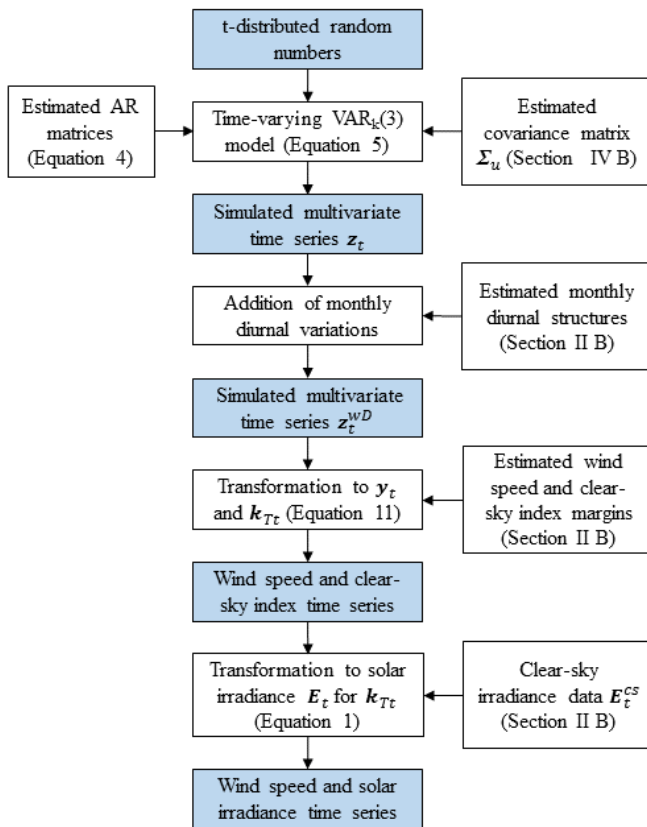 t-distributed random
numbers
Estimated AR
matrices
(Equation 4)
Time-varying VARₖ(3)
model (Equation 5)
Estimated
covariance matrix
𝜮ᵤ (Section IV B)
Simulated multivariate
time series 𝒛ₜ
Addition of monthly
diurnal variations
Estimated monthly
diurnal structures
(Section II B)
Simulated multivariate
time series 𝒛ₜʷᴰ
Transformation to 𝒚ₜ
and 𝒌_Tt (Equation 11)
Estimated wind
speed and clear-
sky index margins
(Section II B)
Wind speed and clear-
sky index time series
Transformation to solar
irradiance 𝑬ₜ for 𝒌_Tt
(Equation 1)
Clear-sky
irradiance data 𝑬ₜᶜˢ
(Section II B)
Wind speed and solar
irradiance time series